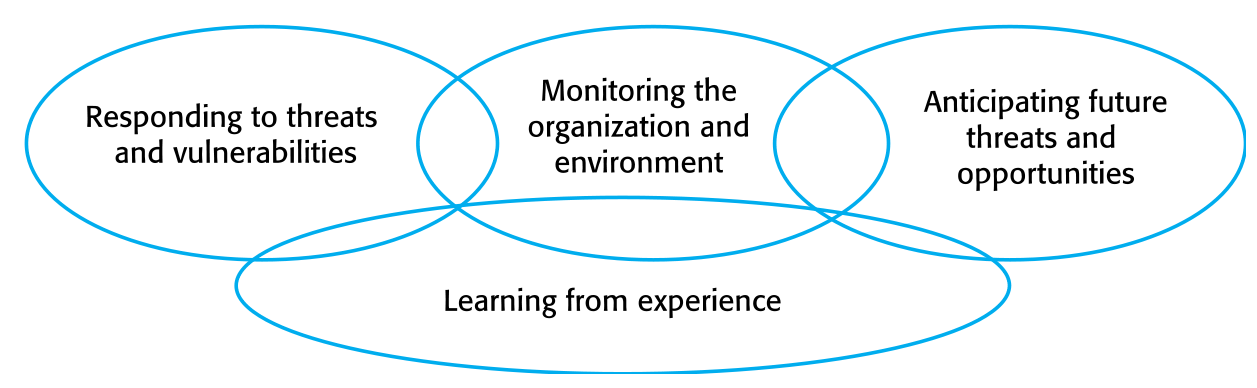 Responding to threats
and vulnerabilities
Monitoring the
organization and
environment
Anticipating future
threats and
opportunities
Learning from experience